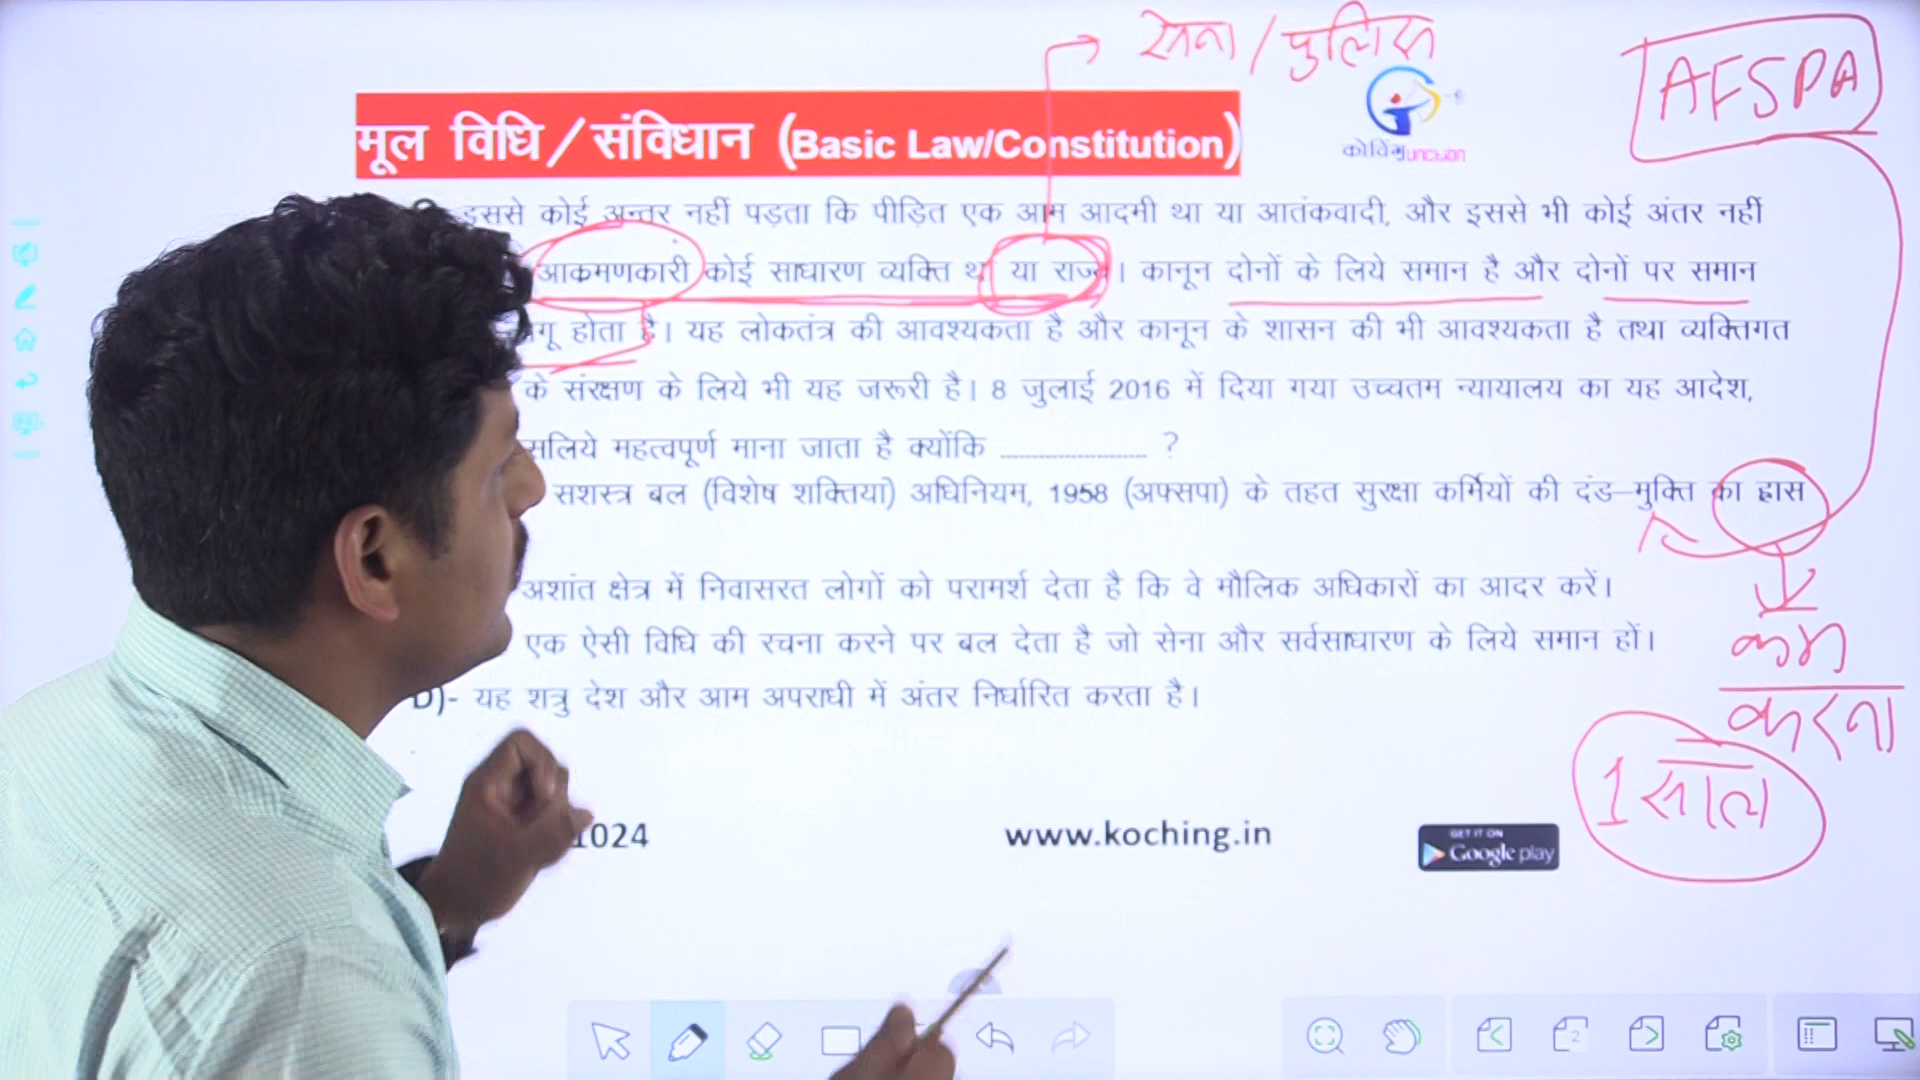 सेना / पुलिस
AFSPA
मूल विधि/संविधान (Basic Law/Constitution)
कोचिंग Junction
इससे कोई अन्तर नहीं पड़ता कि पीड़ित एक आम आदमी था या आतंकवादी, और इससे भी कोई अंतर नहीं
आक्रमणकारी कोई साधारण व्यक्ति था या राज्य। कानून दोनों के लिये समान है और दोनों पर समान
होता है। यह लोकतंत्र की आवश्यकता है और कानून के शासन की भी आवश्यकता है तथा व्यक्तिगत
के संरक्षण के लिये भी यह जरूरी है। 8 जुलाई 2016 में दिया गया उच्चतम न्यायालय का यह आदेश,
महत्वपूर्ण माना जाता है क्योंकि .......................... ?
सशस्त्र बल (विशेष शक्तियां) अधिनियम, 1958 (अफ्सपा) के तहत सुरक्षा कर्मियों की दंड-मुक्ति का ह्रास
अशांत क्षेत्र में निवासरत लोगों को परामर्श देता है कि वे मौलिक अधिकारों का आदर करें।
एक ऐसी विधि की रचना करने पर बल देता है जो सेना और सर्वसाधारण के लिये समान हों।
D)- यह शत्रु देश और आम अपराधी में अंतर निर्धारित करता है।
कम
करना
1 साल
1024
www.koching.in
GET IT ON
Google play
2